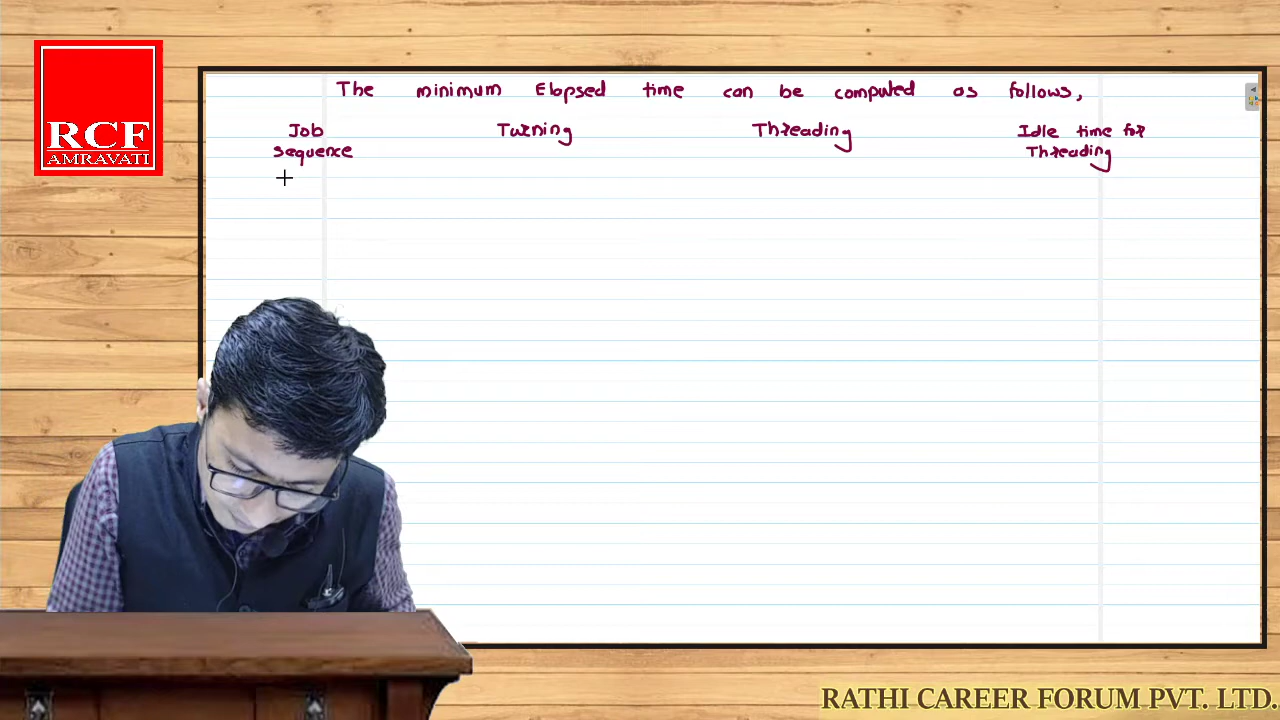 RCF
AMRAVATI
The minimum Elapsed time can be computed as follows,
Job Turning Threading Idle time for
sequence Threading
RATHI CAREER FORUM PVT. LTD.